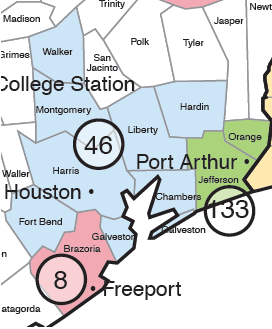 Trinity
Newt
Madison
Jasper
Polk
Tyler
Grimes
Walker
San
Jacinto
College Station
Montgomery
Hardin
Liberty
Orange
46
Port Arthur
Waller
Harris
Jefferson
Houston
Chambers
133
Fort Bend
Galveston
Galveston
Brazoria
n
8
Freeport
atagorda